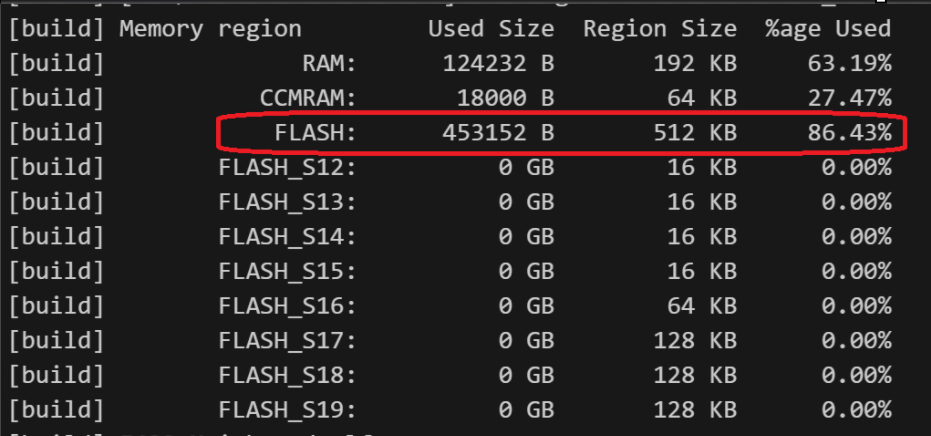 [build] Memory region Used Size Region Size %age Used
[build] RAM: 124232 B 192 KB 63.19%
[build] CCMRAM: 18000 B 64 KB 27.47%
[build] FLASH: 453152 B 512 KB 86.43%
[build] FLASH_S12: 0 GB 16 KB 0.00%
[build] FLASH_S13: 0 GB 16 KB 0.00%
[build] FLASH_S14: 0 GB 16 KB 0.00%
[build] FLASH_S15: 0 GB 16 KB 0.00%
[build] FLASH_S16: 0 GB 64 KB 0.00%
[build] FLASH_S17: 0 GB 128 KB 0.00%
[build] FLASH_S18: 0 GB 128 KB 0.00%
[build] FLASH_S19: 0 GB 128 KB 0.00%